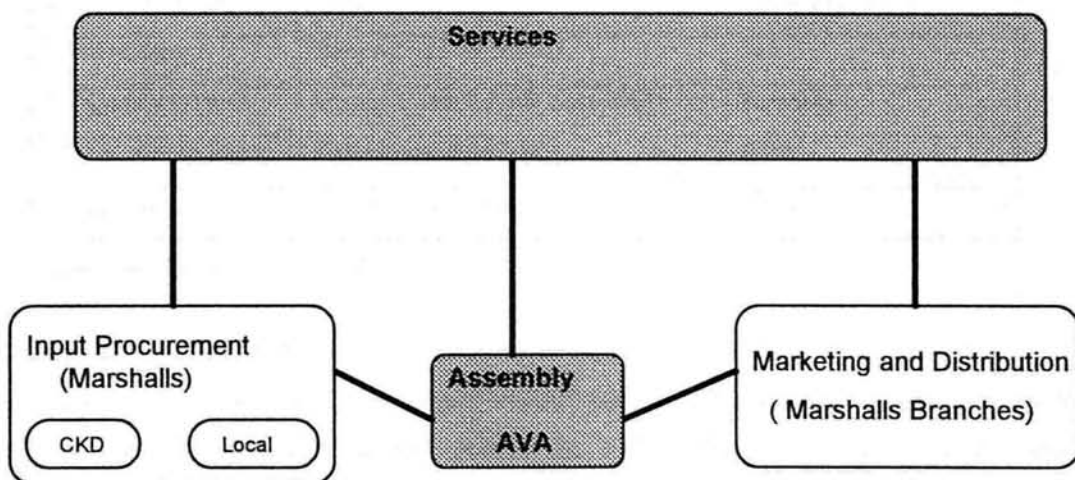 Services
Input Procurement
(Marshalls)
CKD
Local
Assembly
AVA
Marketing and Distribution
( Marshalls Branches)